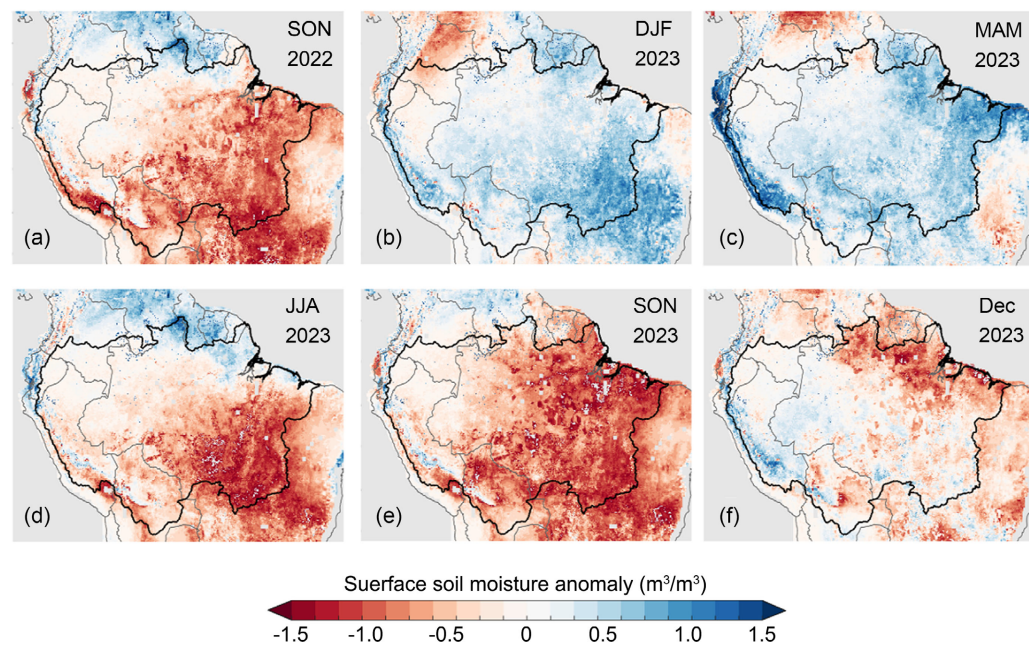 SON
2022
(a)
DJF
2023
(b)
MAM
2023
(c)
JJA
2023
(d)
SON
2023
(e)
Dec
2023
(f)
Suerface soil moisture anomaly (m³/m³)
-1.5 -1.0 -0.5 0 0.5 1.0 1.5